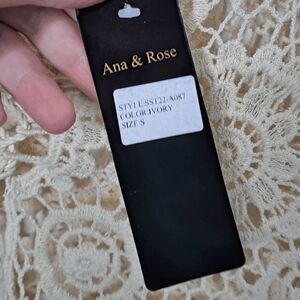 Ana & Rose
STYLE:SST22-A087
COLOR:IVORY
SIZE:S